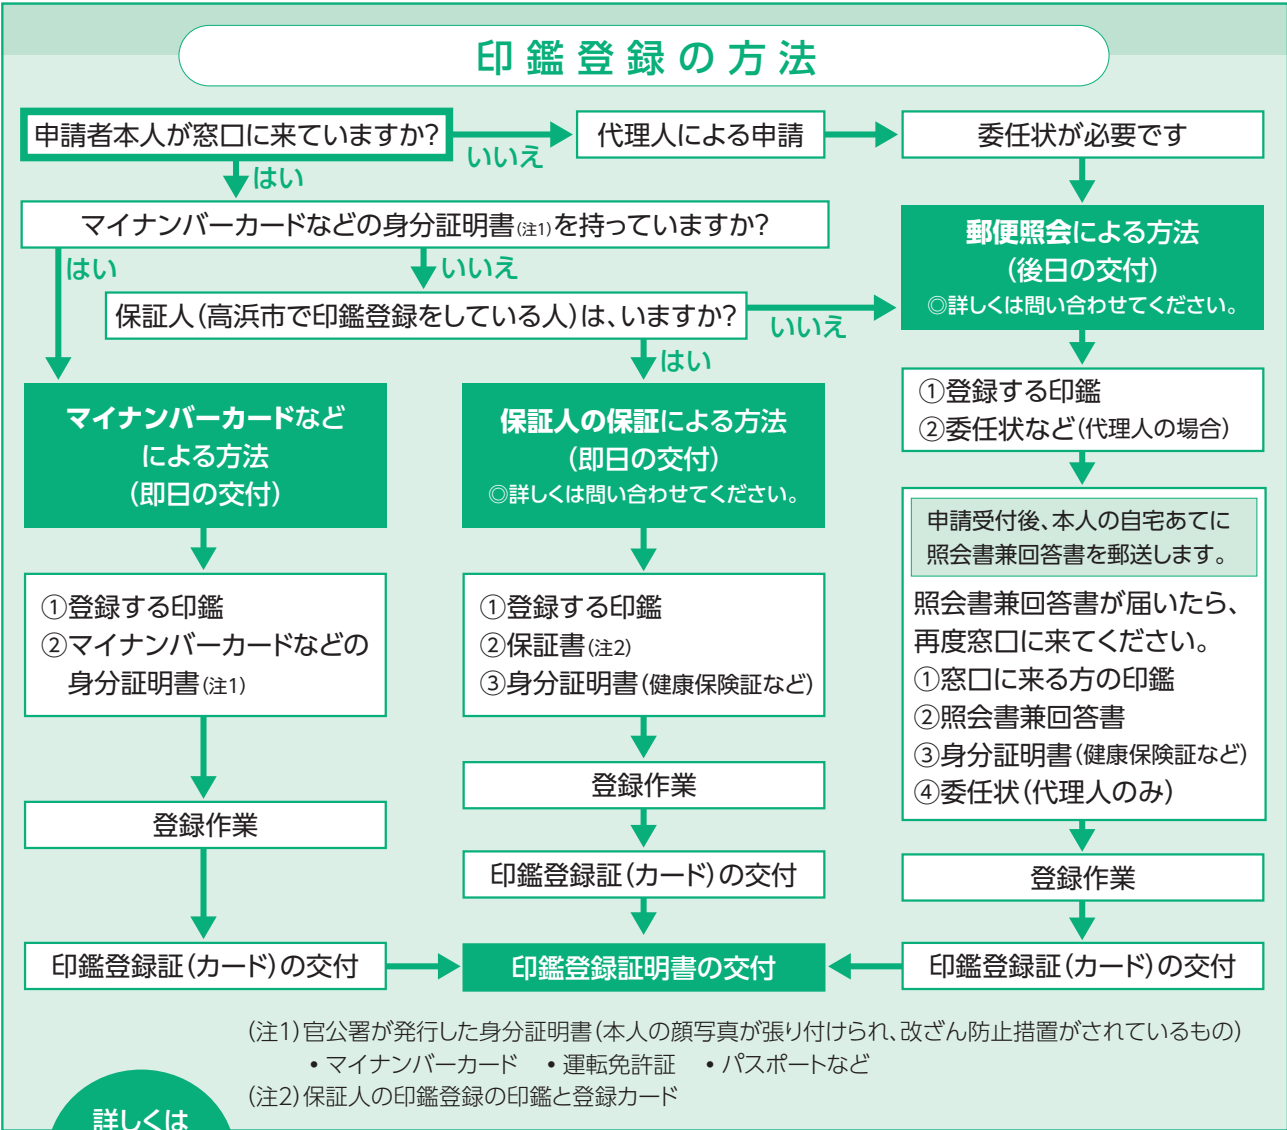 印鑑登録の方法
申請者本人が窓口に来ていますか?
いいえ
代理人による申請
委任状が必要です
はい
マイナンバーカードなどの身分証明書(注1)を持っていますか?
はい
いいえ
保証人(高浜市で印鑑登録をしている人)は、いますか?
いいえ
はい
郵便照会による方法
(後日の交付)
◎詳しくは問い合わせてください。
マイナンバーカードなど
による方法
(即日の交付)
保証人の保証による方法
(即日の交付)
◎詳しくは問い合わせてください。
①登録する印鑑
②委任状など(代理人の場合)
①登録する印鑑
②マイナンバーカードなどの
身分証明書(注1)
①登録する印鑑
②保証書(注2)
③身分証明書(健康保険証など)
申請受付後、本人の自宅あてに
照会書兼回答書を郵送します。
照会書兼回答書が届いたら、
再度窓口に来てください。
①窓口に来る方の印鑑
②照会書兼回答書
③身分証明書(健康保険証など)
④委任状(代理人のみ)
登録作業
登録作業
登録作業
印鑑登録証(カード)の交付
印鑑登録証(カード)の交付
印鑑登録証明書の交付
印鑑登録証(カード)の交付
(注1)官公署が発行した身分証明書(本人の顔写真が張り付けられ、改ざん防止措置がされているもの)
•マイナンバーカード •運転免許証 •パスポートなど
(注2)保証人の印鑑登録の印鑑と登録カード
詳しくは